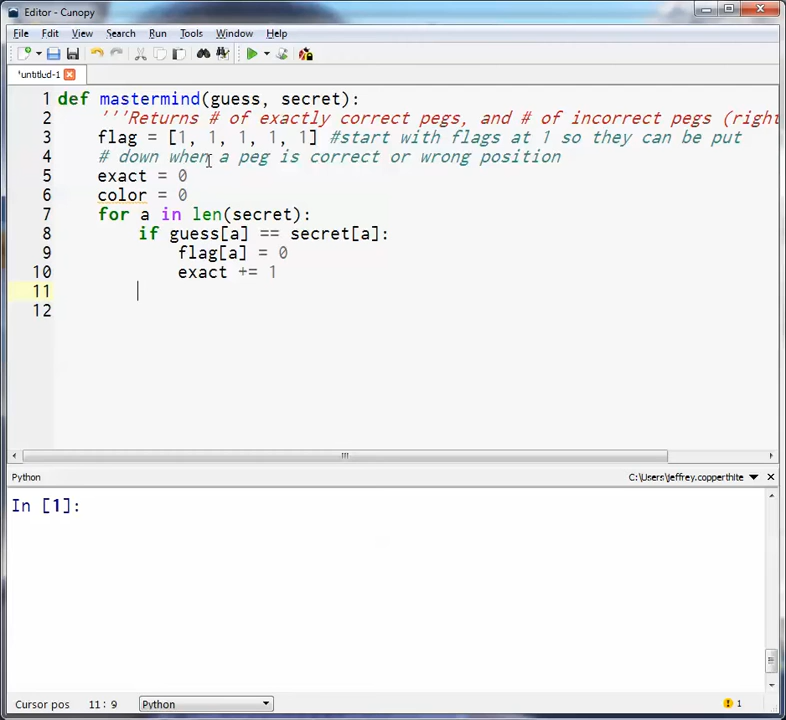 Editor - Cunopy
File Edit View Search Run Tools Window Help
*untitled-1
1 def mastermind(guess, secret):
2 '''Returns # of exactly correct pegs, and # of incorrect pegs (right
3 flag = [1, 1, 1, 1, 1] #start with flags at 1 so they can be put
4 # down when a peg is correct or wrong position
5 exact = 0
6 color = 0
7 for a in len(secret):
8 if guess[a] == secret[a]:
9 flag[a] = 0
10 exact += 1
11
12
Python C:\Users\jeffrey.copperthite
In [1]:
Cursor pos 11 : 9 Python 1